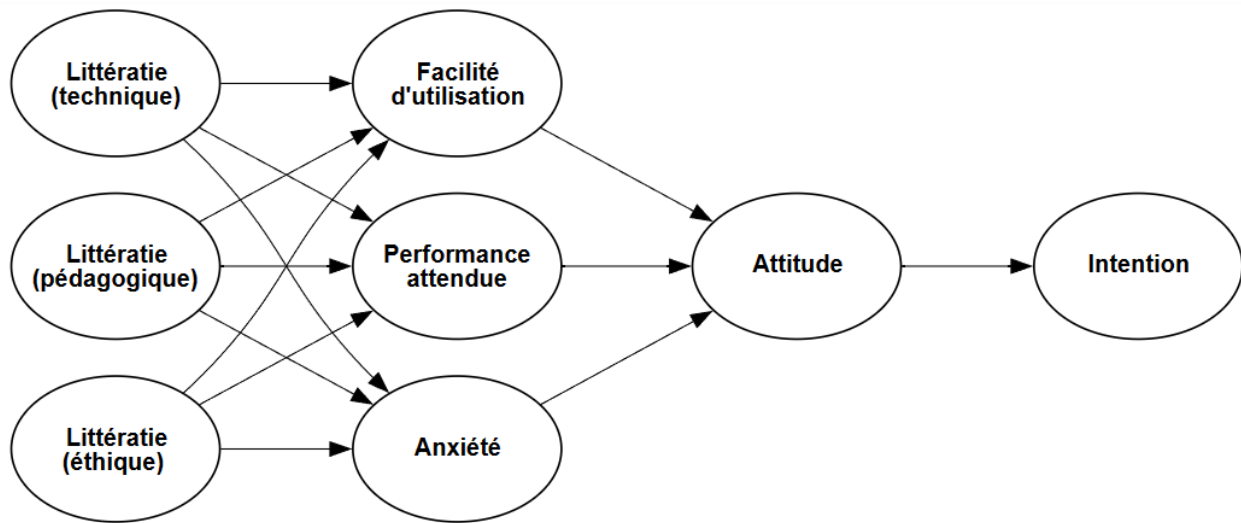 Littératie
(technique)
Facilité
d'utilisation
Littératie
(pédagogique)
Performance
attendue
Attitude
Intention
Littératie
(éthique)
Anxiété